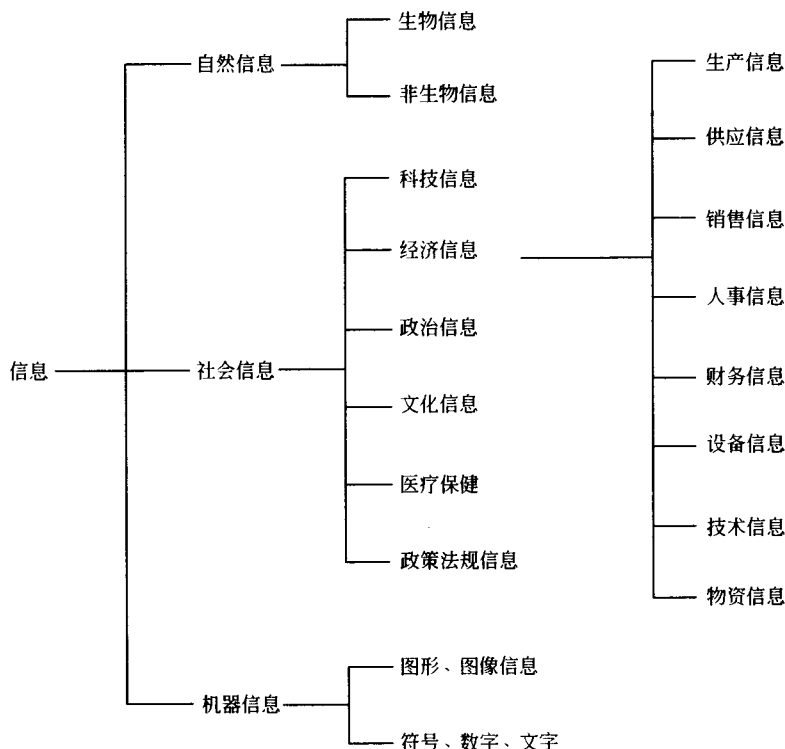 信息
自然信息
生物信息
非生物信息
社会信息
科技信息
经济信息
政治信息
文化信息
医疗保健
政策法规信息
生产信息
供应信息
销售信息
人事信息
财务信息
设备信息
技术信息
物资信息
机器信息
图形、图像信息
符号、数字、文字